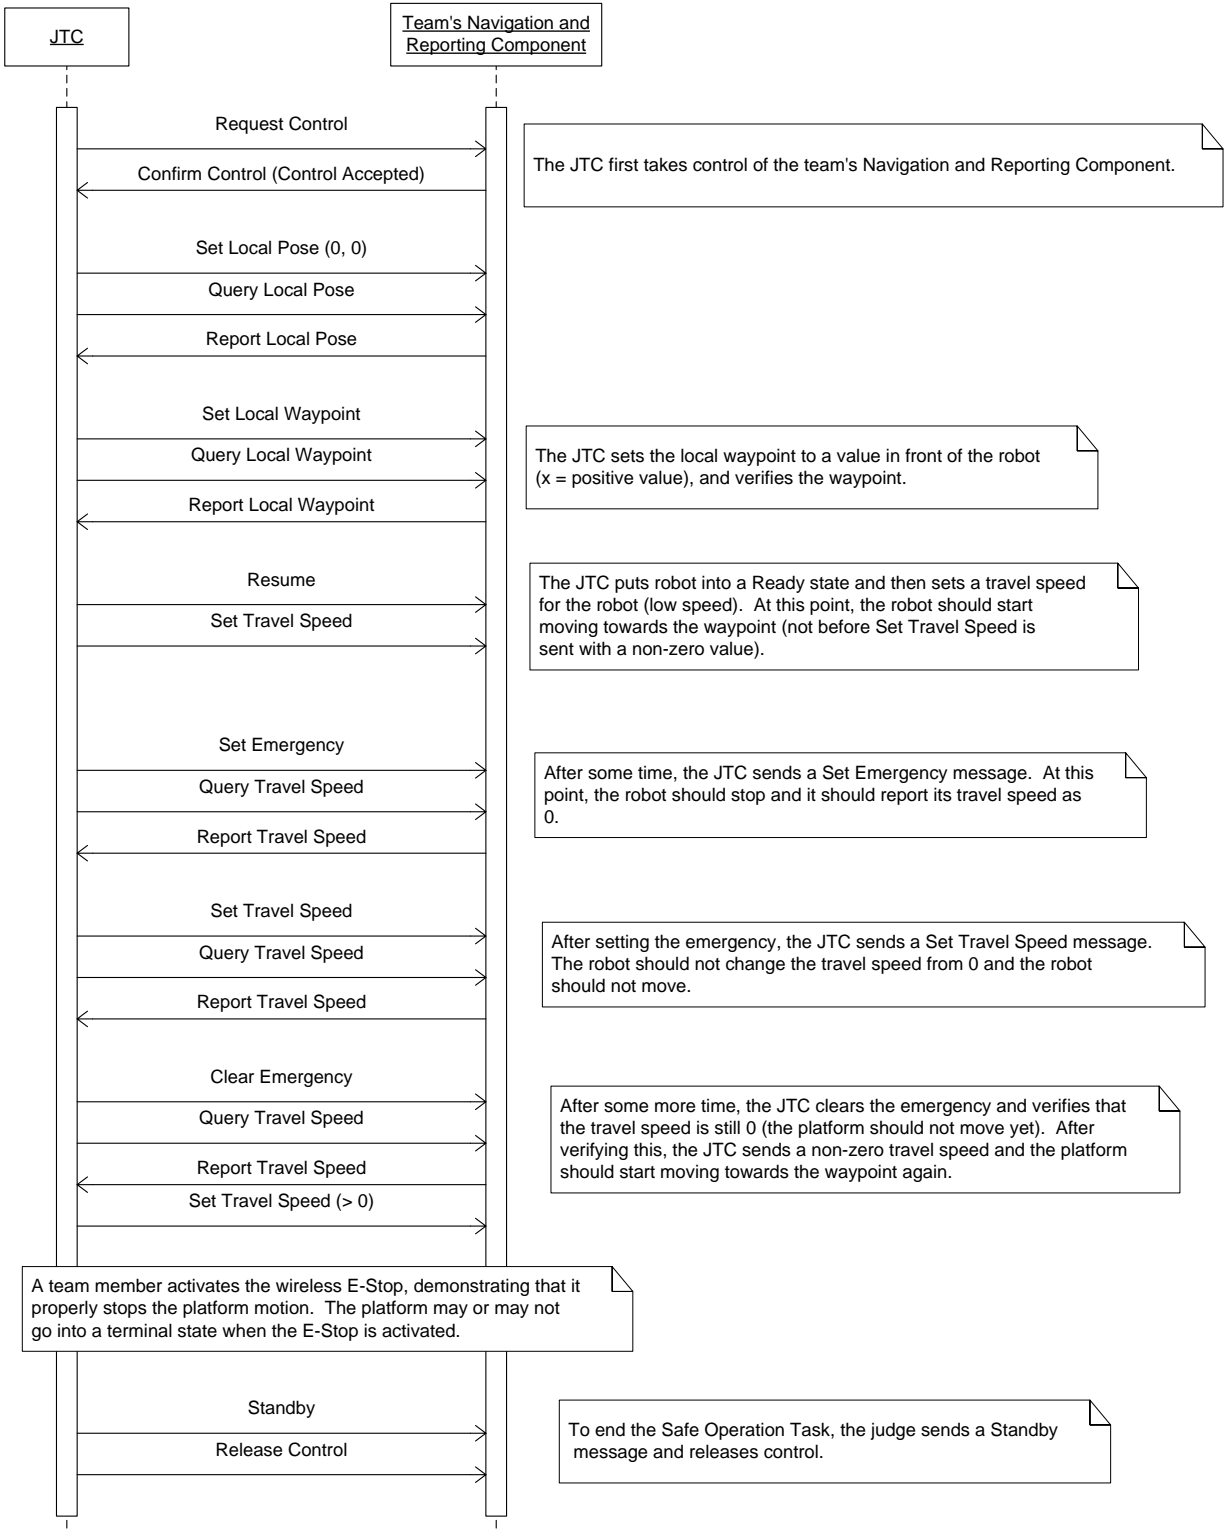 JTC
Team's Navigation and
Reporting Component
Request Control
Confirm Control (Control Accepted)
The JTC first takes control of the team's Navigation and Reporting Component.
Set Local Pose (0, 0)
Query Local Pose
Report Local Pose
Set Local Waypoint
Query Local Waypoint
Report Local Waypoint
The JTC sets the local waypoint to a value in front of the robot
(x = positive value), and verifies the waypoint.
Resume
Set Travel Speed
The JTC puts robot into a Ready state and then sets a travel speed
for the robot (low speed).  At this point, the robot should start
moving towards the waypoint (not before Set Travel Speed is
sent with a non-zero value).
Set Emergency
Query Travel Speed
Report Travel Speed
After some time, the JTC sends a Set Emergency message.  At this
point, the robot should stop and it should report its travel speed as
0.
Set Travel Speed
Query Travel Speed
Report Travel Speed
After setting the emergency, the JTC sends a Set Travel Speed message.
The robot should not change the travel speed from 0 and the robot
should not move.
Clear Emergency
Query Travel Speed
Report Travel Speed
Set Travel Speed (> 0)
After some more time, the JTC clears the emergency and verifies that
the travel speed is still 0 (the platform should not move yet).  After
verifying this, the JTC sends a non-zero travel speed and the platform
should start moving towards the waypoint again.
A team member activates the wireless E-Stop, demonstrating that it
properly stops the platform motion.  The platform may or may not
go into a terminal state when the E-Stop is activated.
Standby
Release Control
To end the Safe Operation Task, the judge sends a Standby
message and releases control.